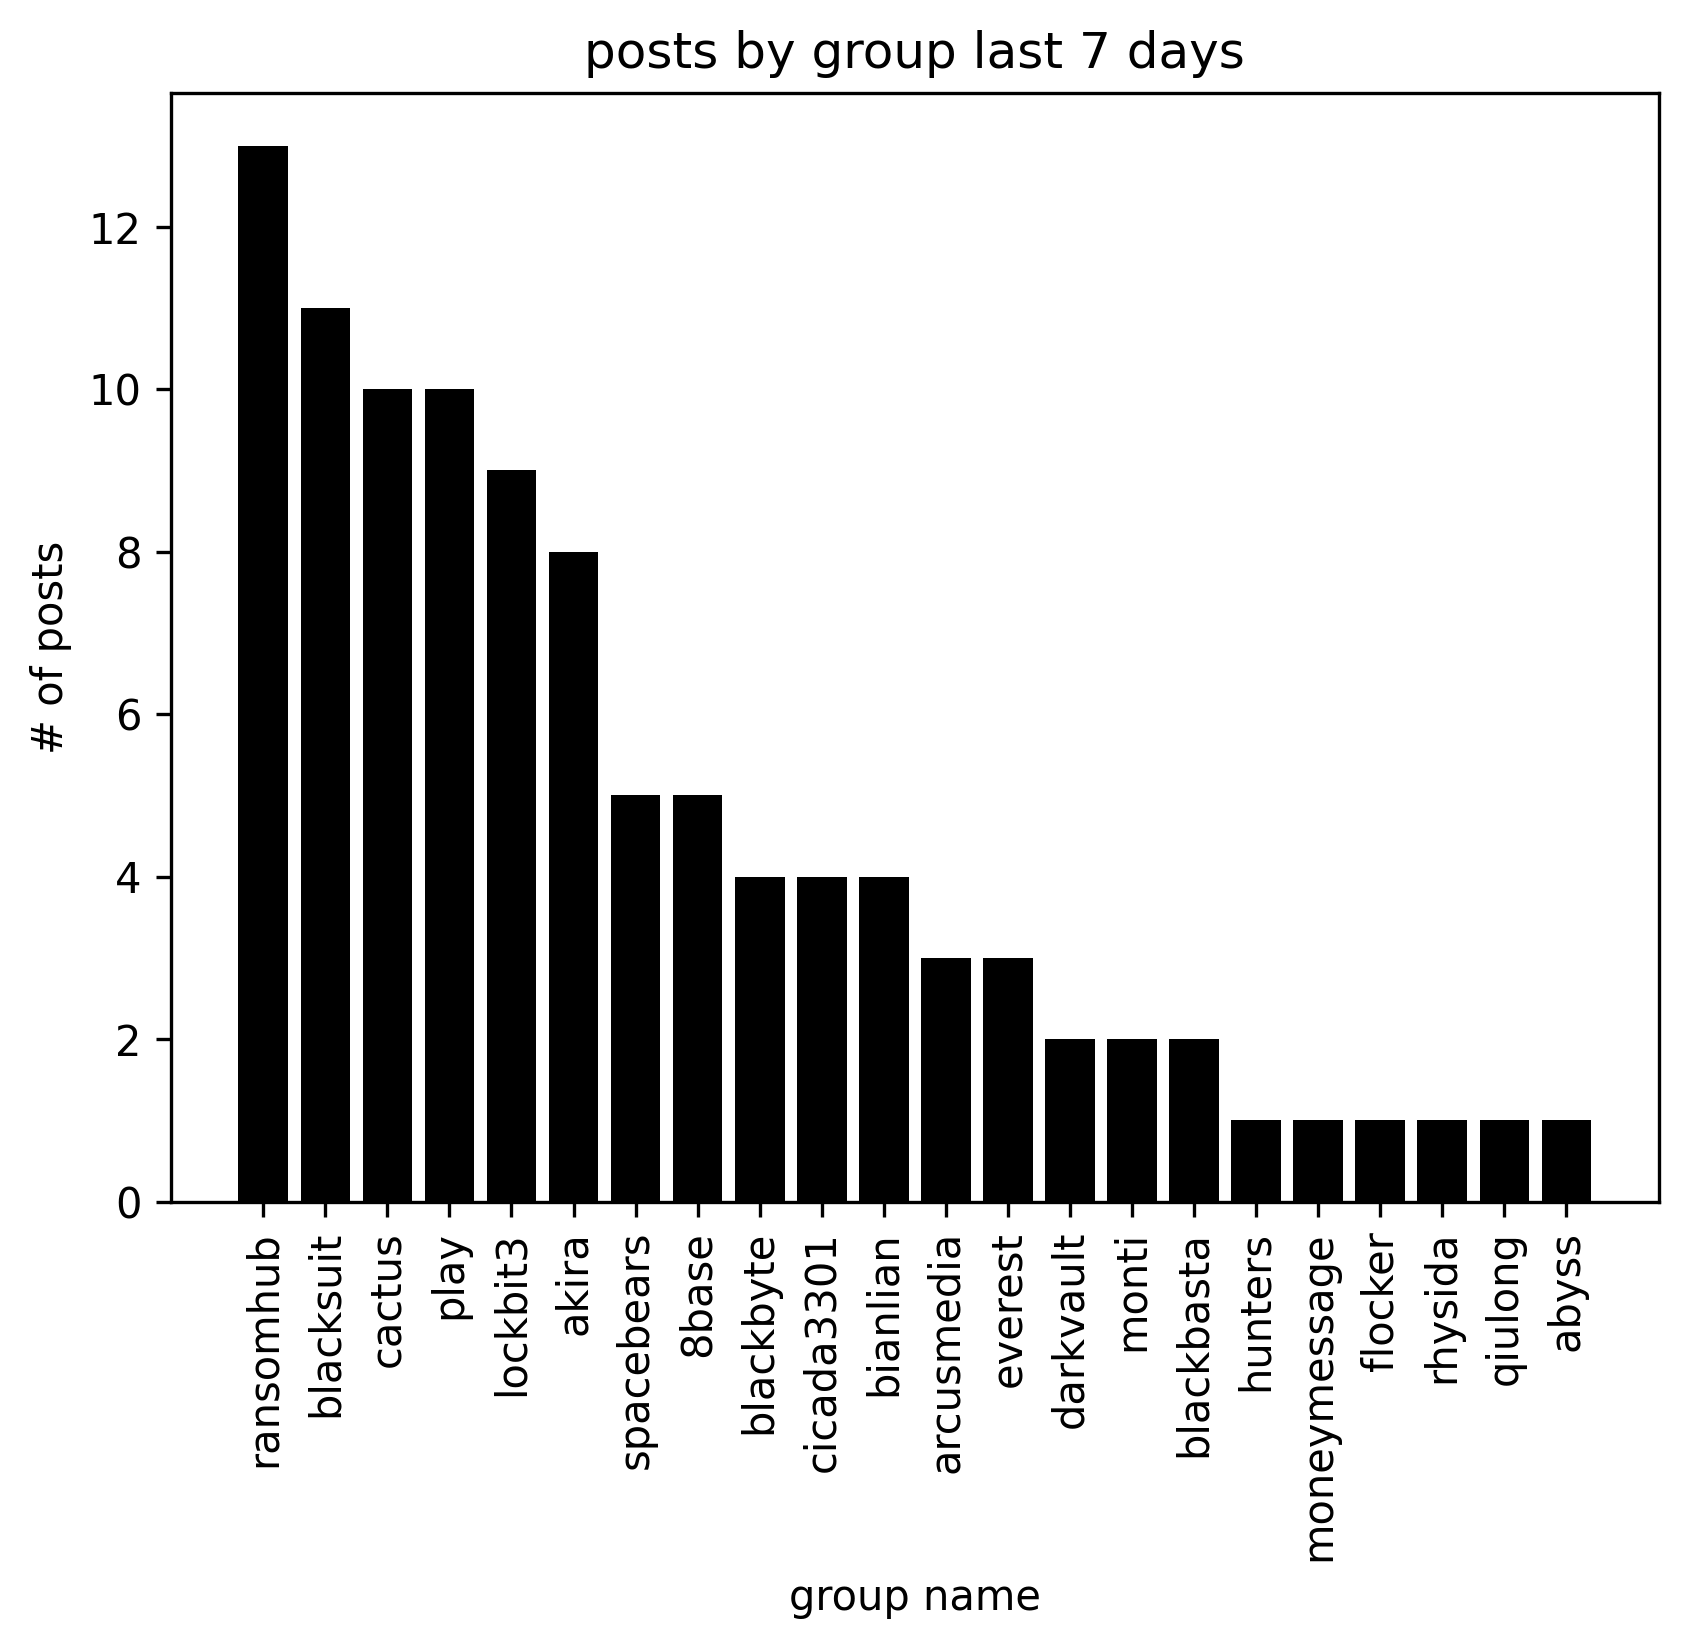 posts by group last 7 days
# of posts
12
10
8
6
4
2
0
ransomhub
blacksuit
cactus
play
lockbit3
akira
spacebears
8base
blackbyte
cicada3301
bianlian
arcusmedia
everest
darkvault
monti
blackbasta
hunters
moneymessage
flocker
rhysida
qiulong
abyss
group name